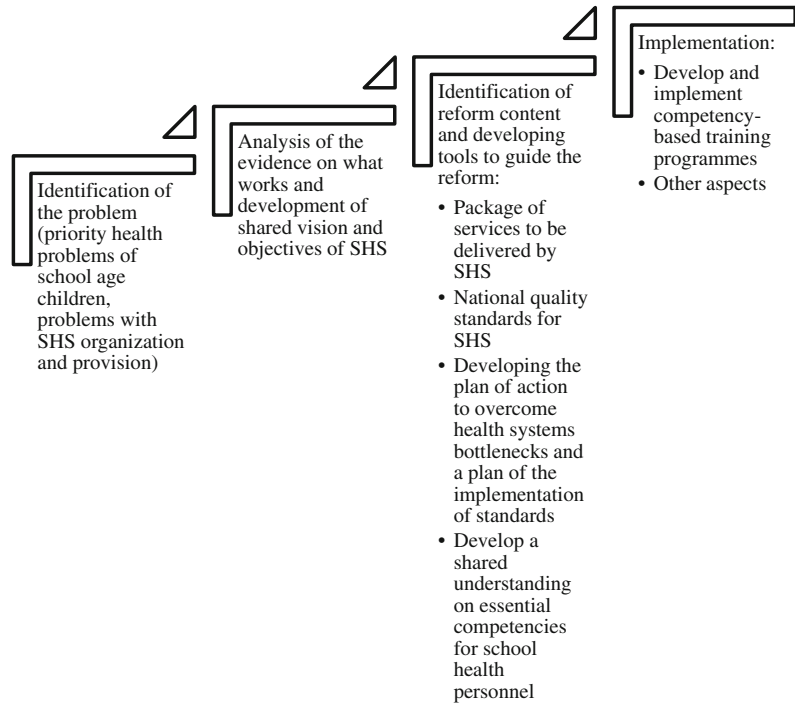 Identification of
the problem
(priority health
problems of
school age
children,
problems with
SHS organization
and provision)
Analysis of the
evidence on what
works and
development of
shared vision and
objectives of SHS
Identification of
reform content
and developing
tools to guide the
reform:
• Package of
services to be
delivered by
SHS
• National quality
standards for
SHS
• Developing the
plan of action
to overcome
health systems
bottlenecks and
a plan of the
implementation
of standards
• Develop a
shared
understanding
on essential
competencies
for school
health
personnel
Implementation:
• Develop and
implement
competency-
based training
programmes
• Other aspects